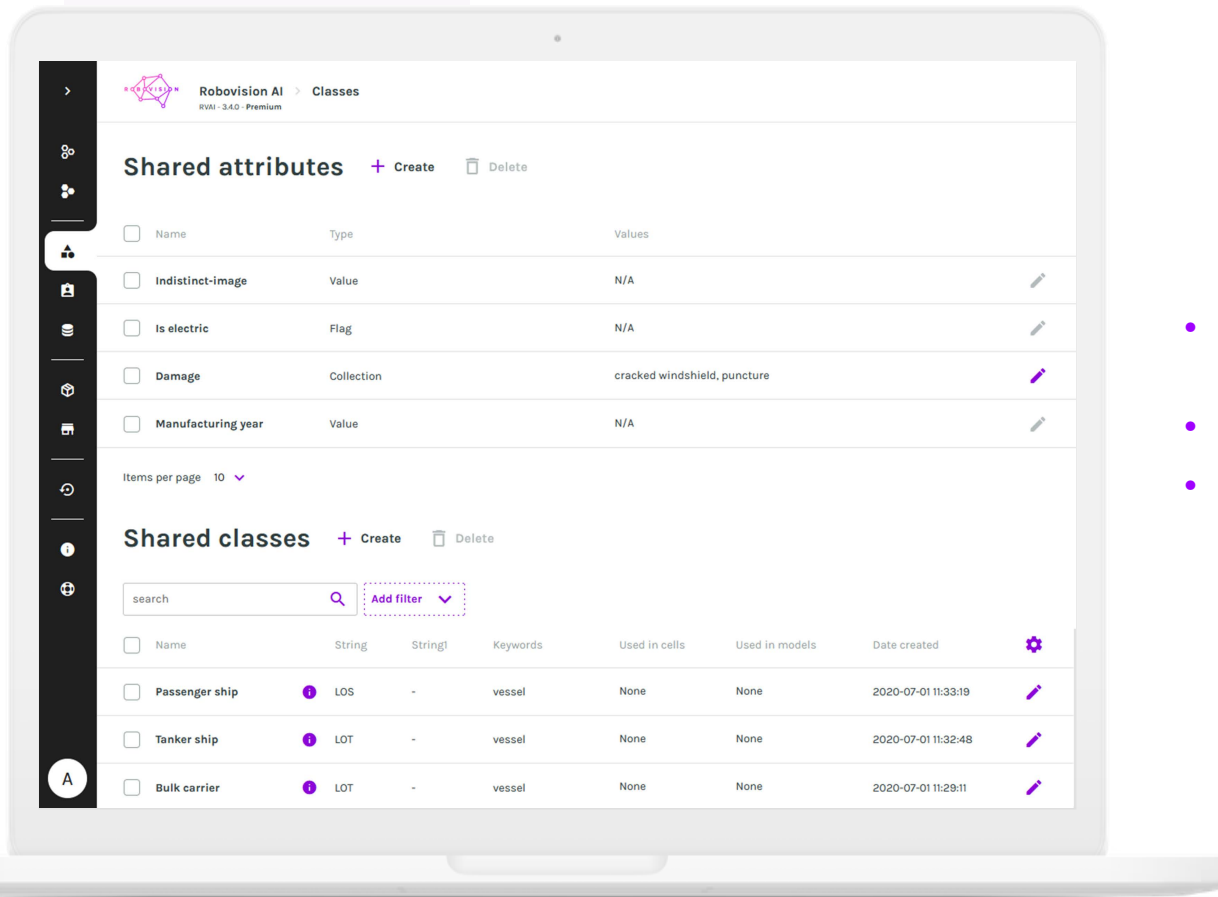 ROBOVISION
Robovision AI > Classes
RVAI - 3.4.0 - Premium
Shared attributes + Create Delete
Name Type Values
Indistinct-image Value N/A
Is electric Flag N/A
Damage Collection cracked windshield, puncture
Manufacturing year Value N/A
Items per page 10
Shared classes + Create Delete
search Add filter
Name String String1 Keywords Used in cells Used in models Date created
Passenger ship LOS - vessel None None 2020-07-01 11:33:19
Tanker ship LOT - vessel None None 2020-07-01 11:32:48
Bulk carrier LOT - vessel None None 2020-07-01 11:29:11
A